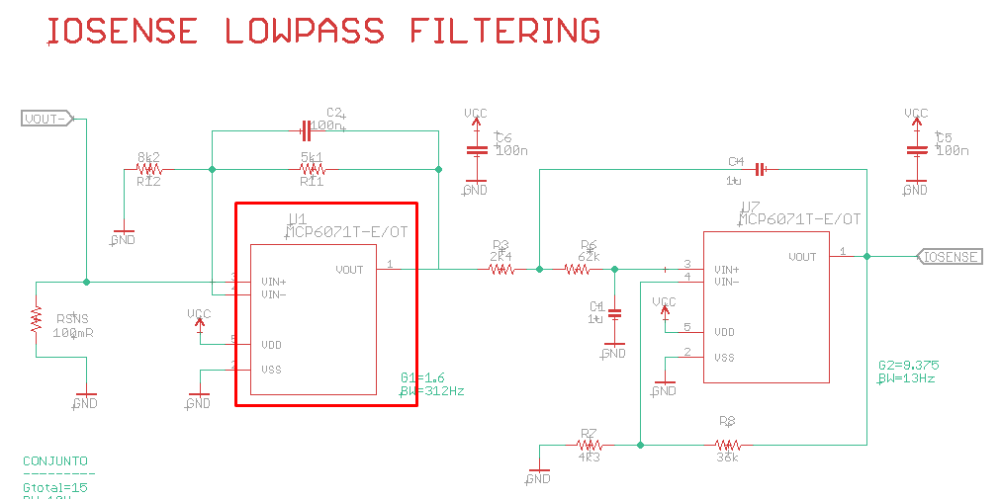 IOSENSE LOWPASS FILTERING
VOUT-
C2
100n
VCC
C6
100n
GND
VCC
C5
100n
GND
8k2
RI2
5k1
RI1
GND
C4
1u
U1
MCP6071T-E/OT
VOUT
1
3
VIN+
4
VIN-
5
VDD
2
VSS
VCC
GND
G1=1.6
BW=312Hz
RSNS
100mR
GND
R3
2k4
R6
62k
C1
1u
GND
U7
MCP6071T-E/OT
VOUT
1
3
VIN+
4
VIN-
5
VDD
2
VSS
VCC
GND
IOSENSE
G2=9.375
BW=13Hz
R7
4k3
R8
36k
GND
CONJUNTO
---------
Gtotal=15